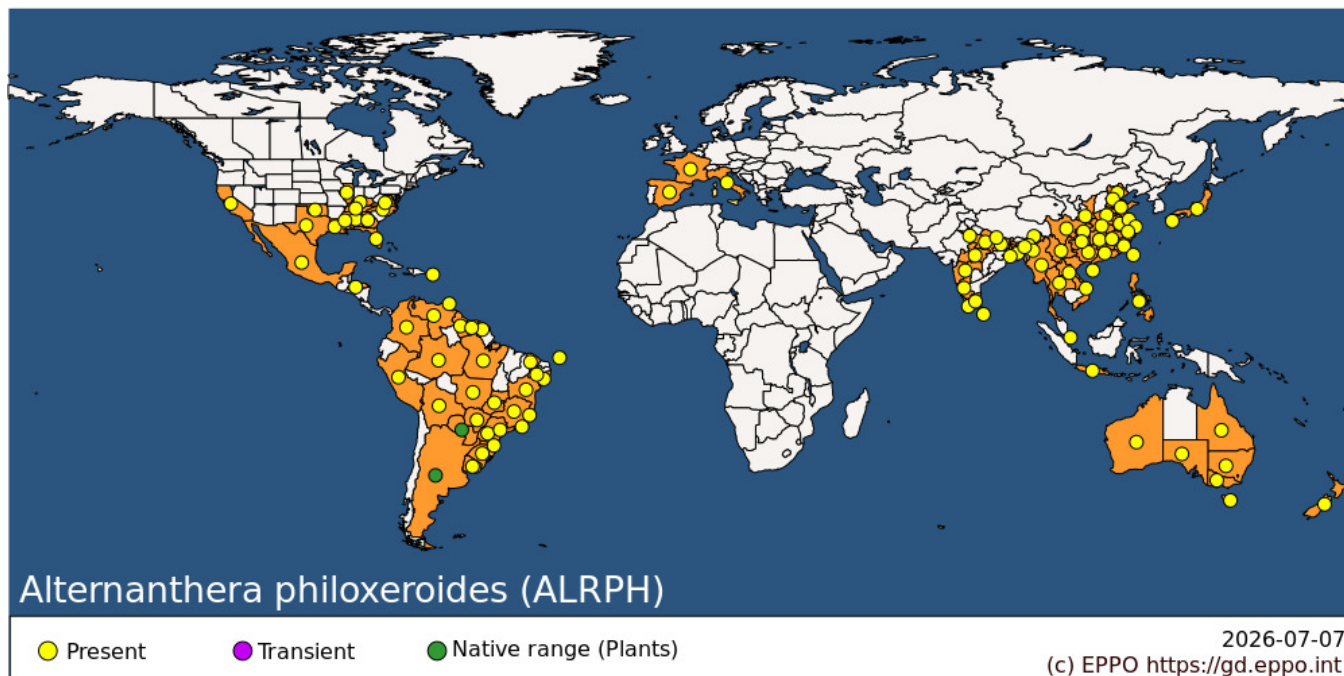 Alternanthera philoxeroides (ALRPH)
Present
Transient
Native range (Plants)
2026-07-07
(c) EPPO https://gd.eppo.int